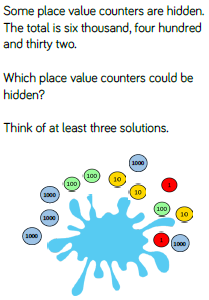 Some place value counters are hidden.
The total is six thousand, four hundred
and thirty two.
Which place value counters could be
hidden?
Think of at least three solutions.
1000
100
10
1
100
1000
10
1000
100
10
1000
1
1000